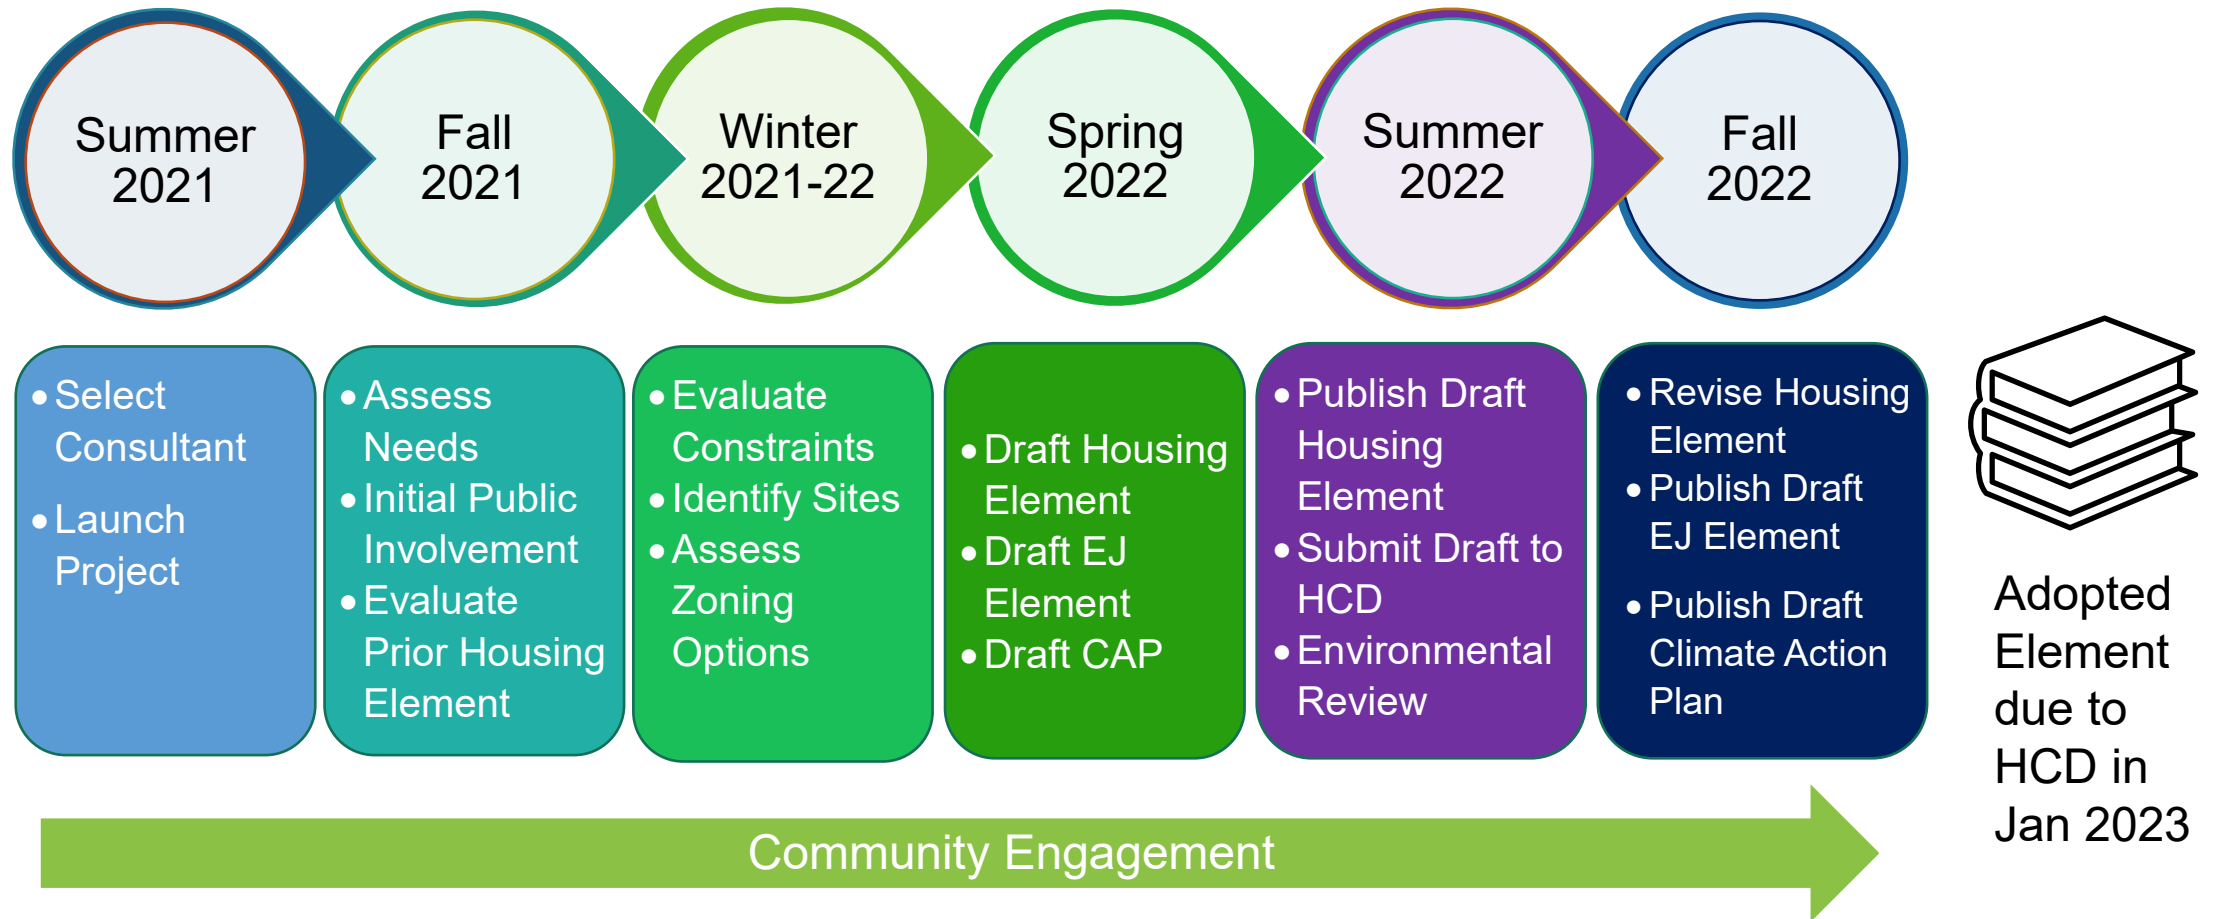 Summer
2021
Fall
2021
Winter
2021-22
Spring
2022
Summer
2022
Fall
2022
• Select
Consultant
• Launch
Project
• Assess
Needs
• Initial Public
Involvement
• Evaluate
Prior Housing
Element
• Evaluate
Constraints
• Identify Sites
• Assess
Zoning
Options
• Draft Housing
Element
• Draft EJ
Element
• Draft CAP
• Publish Draft
Housing
Element
• Submit Draft to
HCD
• Environmental
Review
• Revise Housing
Element
• Publish Draft
EJ Element
• Publish Draft
Climate Action
Plan
Adopted
Element
due to
HCD in
Jan 2023
Community Engagement